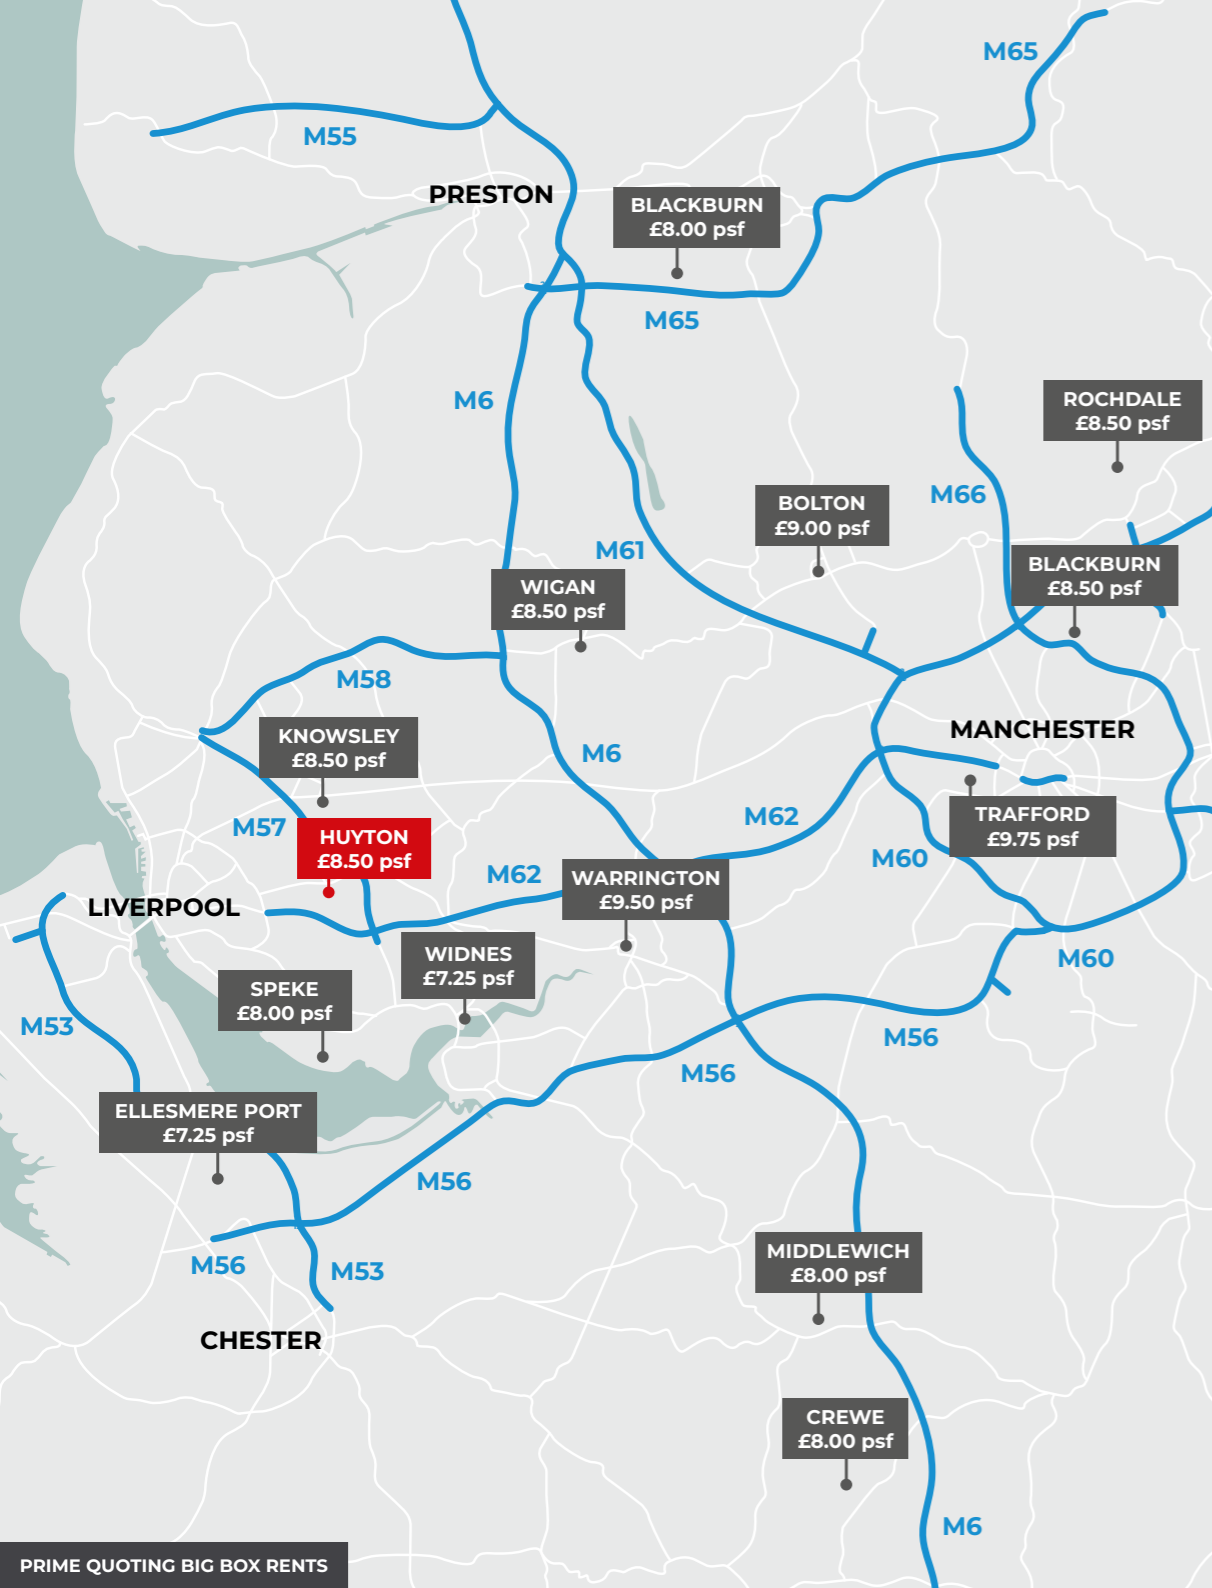 M65
M55
PRESTON
BLACKBURN
£8.00 psf
M65
M6
ROCHDALE
£8.50 psf
M66
BOLTON
£9.00 psf
M61
BLACKBURN
£8.50 psf
WIGAN
£8.50 psf
M58
MANCHESTER
KNOWSLEY
£8.50 psf
M6
M62
TRAFFORD
£9.75 psf
M57
HUYTON
£8.50 psf
M60
M62
WARRINGTON
£9.50 psf
LIVERPOOL
WIDNES
£7.25 psf
M60
SPEKE
£8.00 psf
M53
M56
M56
ELLESMERE PORT
£7.25 psf
M56
MIDDLEWICH
£8.00 psf
M56
M53
CHESTER
CREWE
£8.00 psf
M6
PRIME QUOTING BIG BOX RENTS